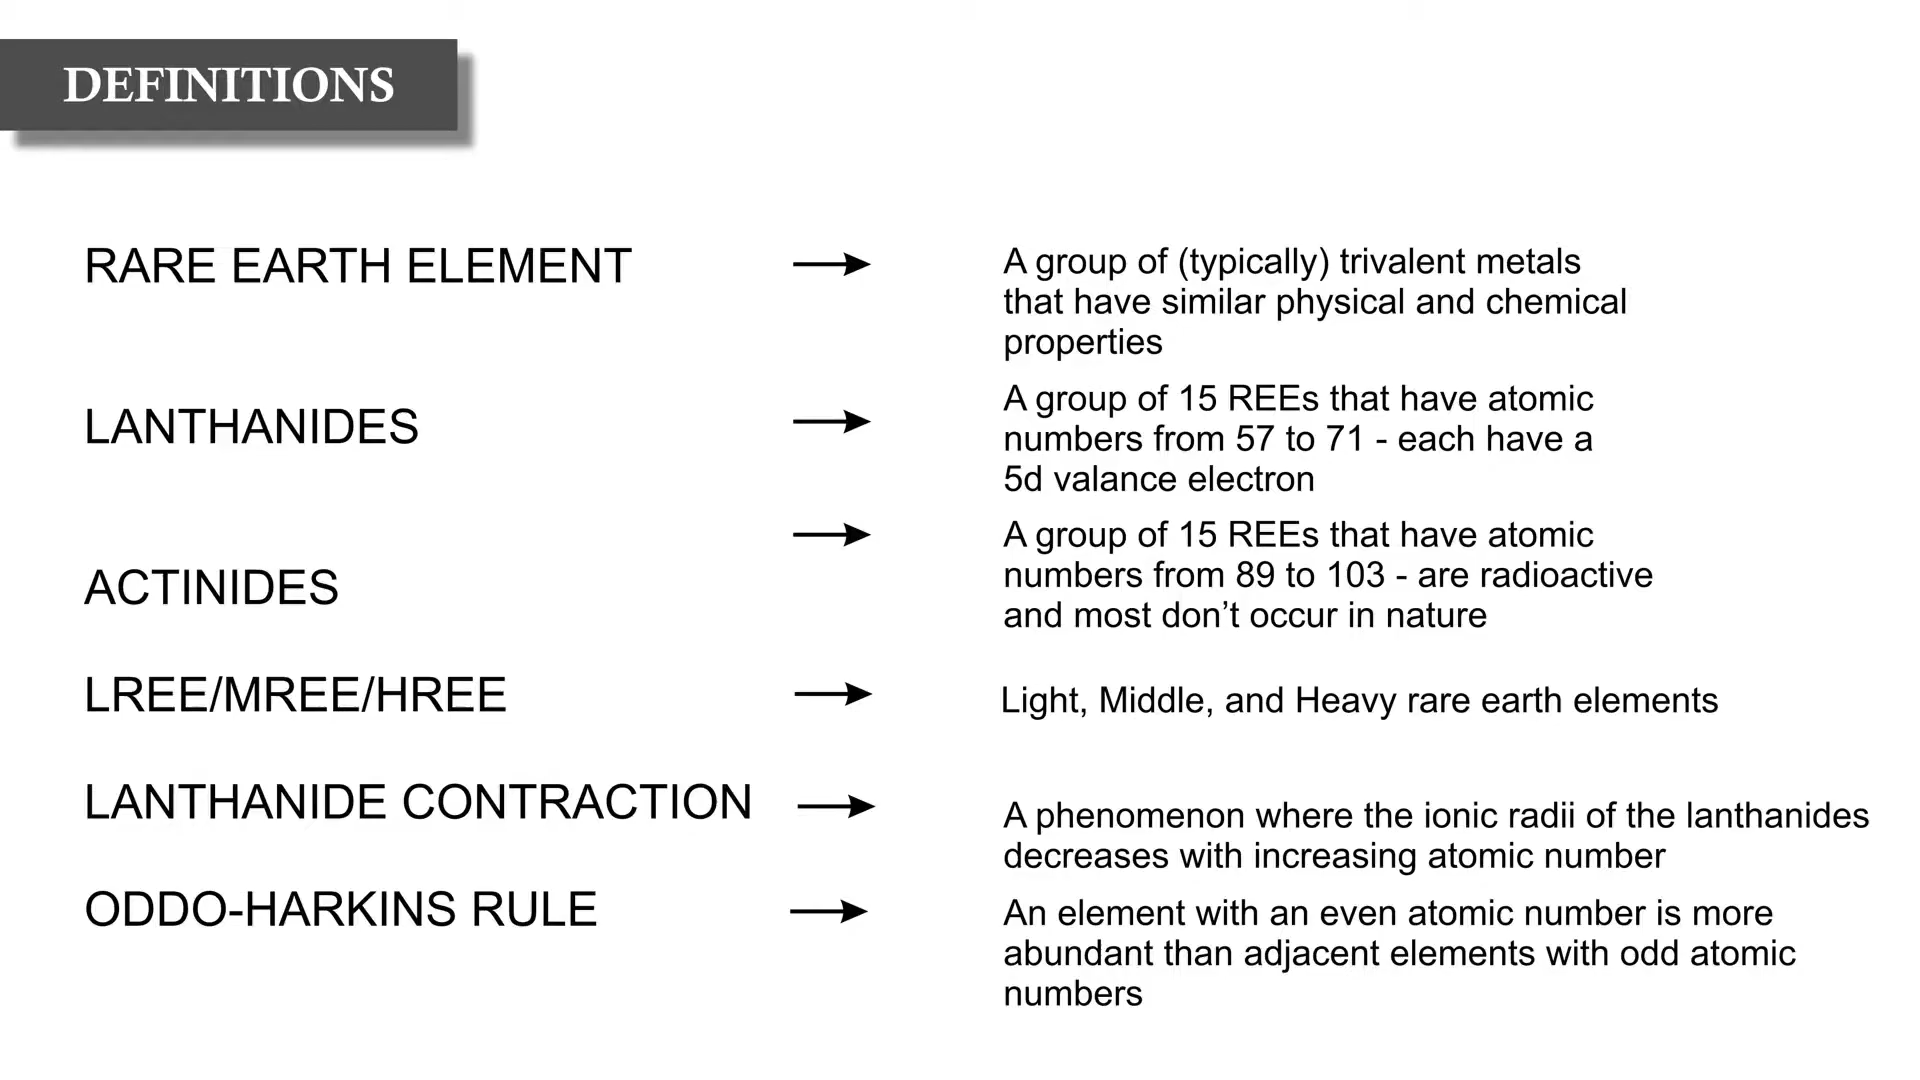 DEFINITIONS
RARE EARTH ELEMENT
A group of (typically) trivalent metals
that have similar physical and chemical
properties
LANTHANIDES
A group of 15 REEs that have atomic
numbers from 57 to 71 - each have a
5d valance electron
ACTINIDES
A group of 15 REEs that have atomic
numbers from 89 to 103 - are radioactive
and most don’t occur in nature
LREE/MREE/HREE
Light, Middle, and Heavy rare earth elements
LANTHANIDE CONTRACTION
A phenomenon where the ionic radii of the lanthanides
decreases with increasing atomic number
ODDO-HARKINS RULE
An element with an even atomic number is more
abundant than adjacent elements with odd atomic
numbers